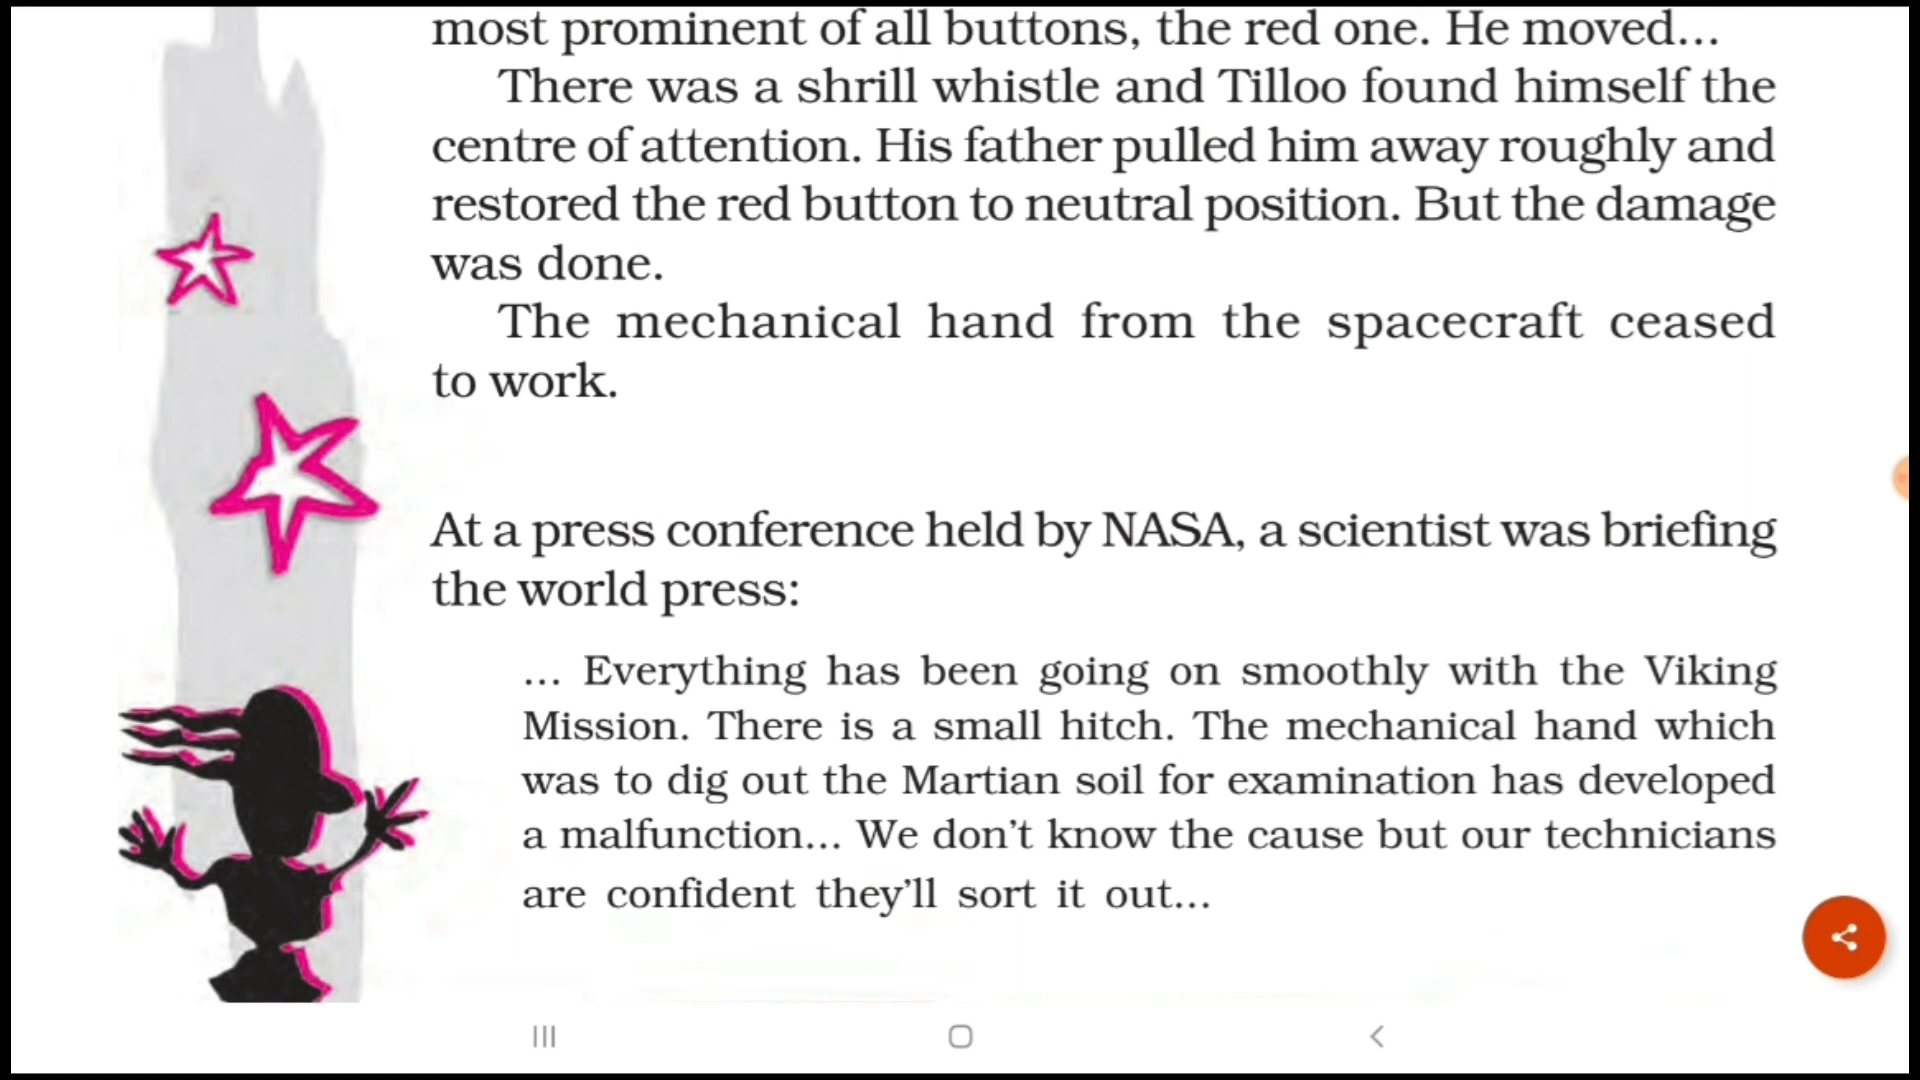 most prominent of all buttons, the red one. He moved...
There was a shrill whistle and Tilloo found himself the
centre of attention. His father pulled him away roughly and
restored the red button to neutral position. But the damage
was done.
The mechanical hand from the spacecraft ceased
to work.
At a press conference held by NASA, a scientist was briefing
the world press:
... Everything has been going on smoothly with the Viking
Mission. There is a small hitch. The mechanical hand which
was to dig out the Martian soil for examination has developed
a malfunction... We don't know the cause but our technicians
are confident they'll sort it out...